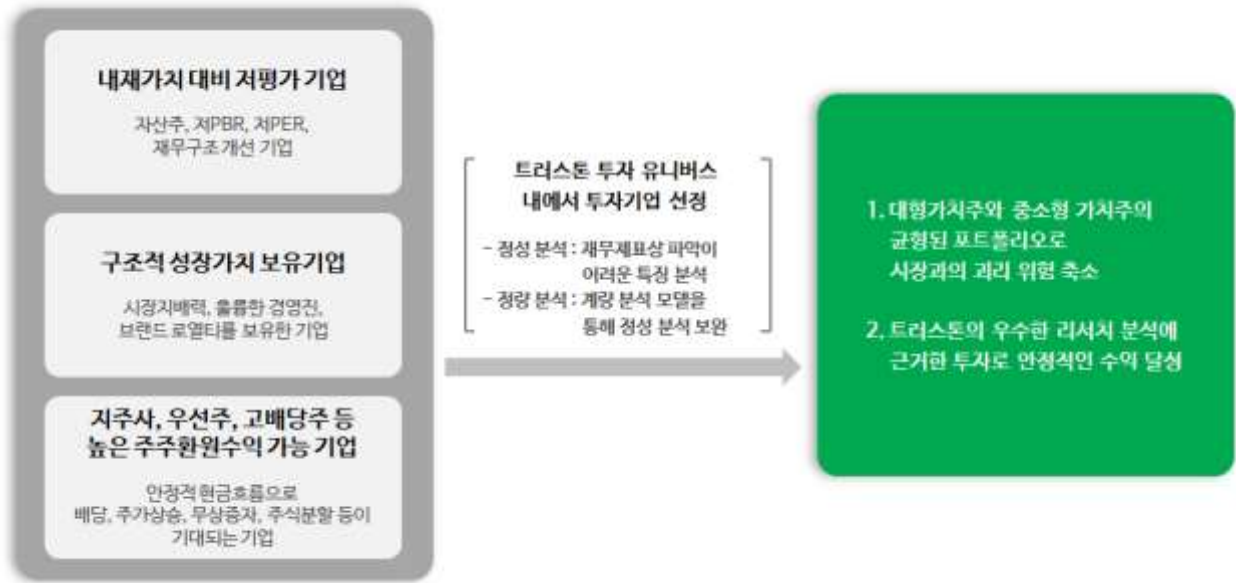 내재가치 대비 저평가 기업
자산주, 저PBR, 저PER,
재무구조 개선 기업
구조적 성장가치 보유기업
시장지배력, 훌륭한 경영진,
브랜드 로열티를 보유한 기업
지주사, 우선주, 고배당주 등
높은 주주환원수익 가능 기업
안정적 현금흐름으로
배당, 주가상승, 무상증자, 주식분할 등이
기대되는 기업
트러스톤 투자 유니버스
내에서 투자기업 선정
- 정성 분석 : 재무제표상 파악이
어려운 특징 분석
- 정량 분석 : 계량 분석 모델을
통해 정성 분석 보완
1. 대형가치주와 중소형 가치주의
균형된 포트폴리오로
시장과의 괴리 위험 축소
2. 트러스톤의 우수한 리서치 분석에
근거한 투자로 안정적인 수익 달성